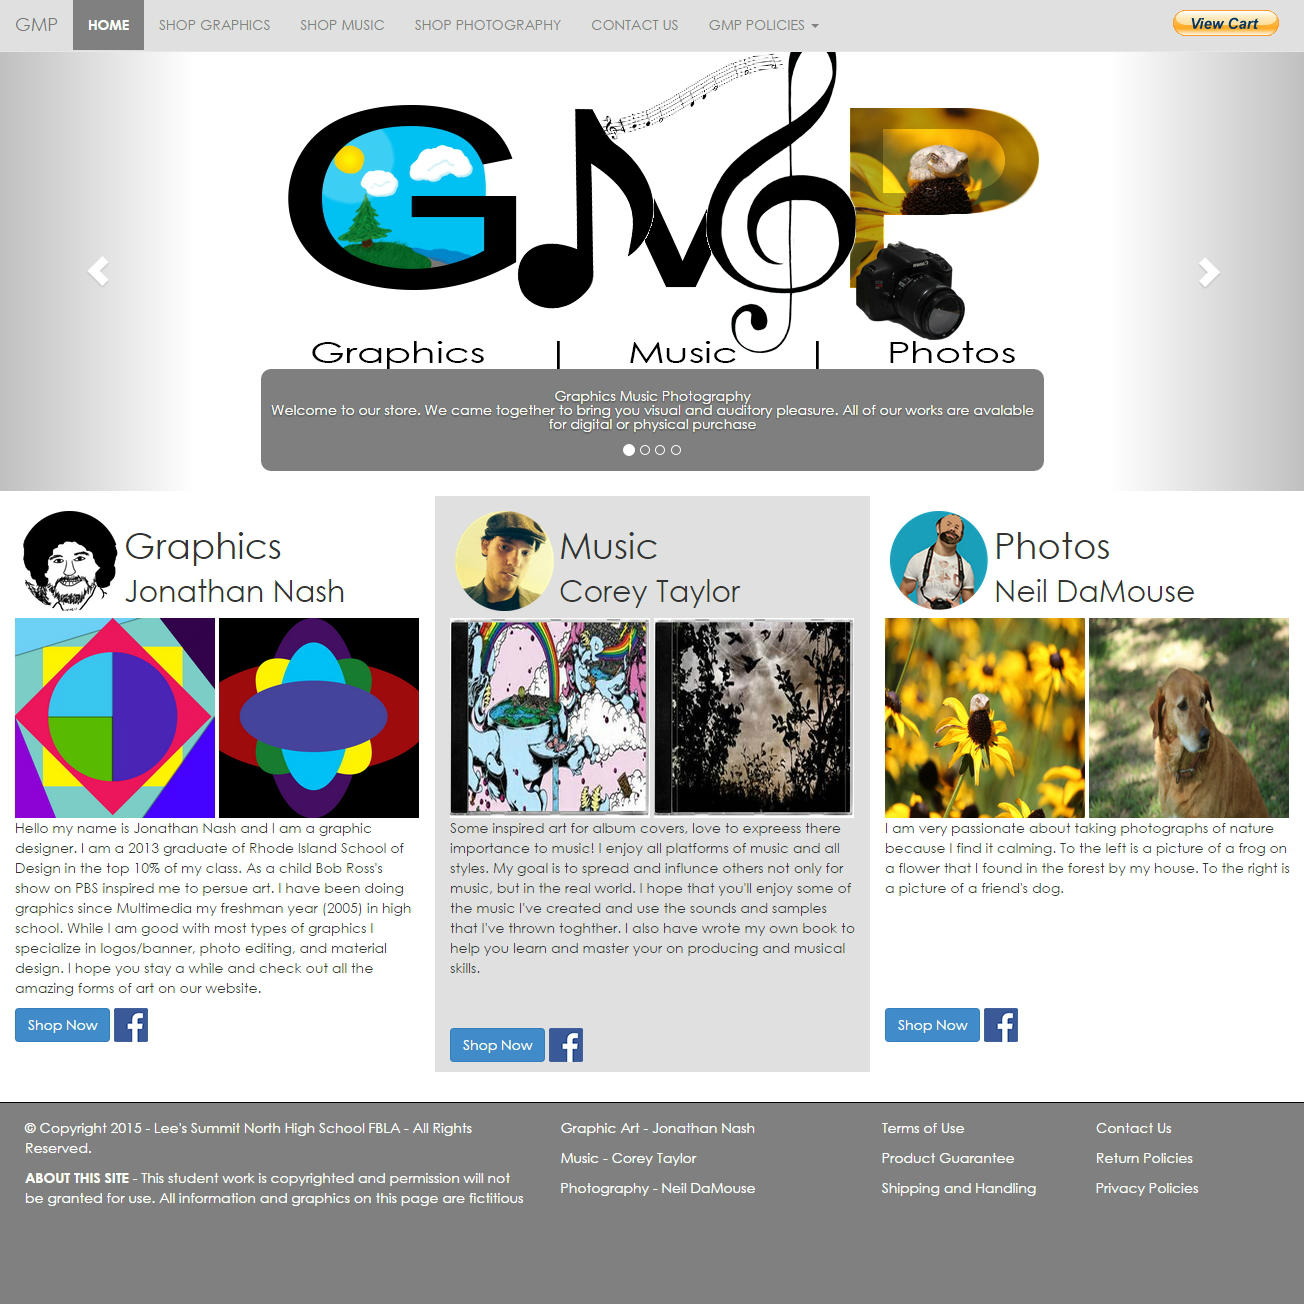 GMP HOME SHOP GRAPHICS SHOP MUSIC SHOP PHOTOGRAPHY CONTACT US GMP POLICIES View Cart
GMP
Graphics | Music | Photos
Graphics Music Photography
Welcome to our store. We came together to bring you visual and auditory pleasure. All of our works are avalable
for digital or physical purchase
Graphics
Jonathan Nash
Hello my name is Jonathan Nash and I am a graphic
designer. I am a 2013 graduate of Rhode Island School of
Design in the top 10% of my class. As a child Bob Ross's
show on PBS inspired me to persue art. I have been doing
graphics since Multimedia my freshman year (2005) in high
school. While I am good with most types of graphics I
specialize in logos/banner, photo editing, and material
design. I hope you stay a while and check out all the
amazing forms of art on our website.
Shop Now
Music
Corey Taylor
Some inspired art for album covers, love to expreess there
importance to music! I enjoy all platforms of music and all
styles. My goal is to spread and influnce others not only for
music, but in the real world. I hope that you'll enjoy some of
the music I've created and use the sounds and samples
that I've thrown toghther. I also have wrote my own book to
help you learn and master your on producing and musical
skills.
Shop Now
Photos
Neil DaMouse
I am very passionate about taking photographs of nature
because I find it calming. To the left is a picture of a frog on
a flower that I found in the forest by my house. To the right is
a picture of a friend's dog.
Shop Now
© Copyright 2015 - Lee's Summit North High School FBLA - All Rights
Reserved.
ABOUT THIS SITE - This student work is copyrighted and permission will not
be granted for use. All information and graphics on this page are fictitious
Graphic Art - Jonathan Nash
Music - Corey Taylor
Photography - Neil DaMouse
Terms of Use
Product Guarantee
Shipping and Handling
Contact Us
Return Policies
Privacy Policies